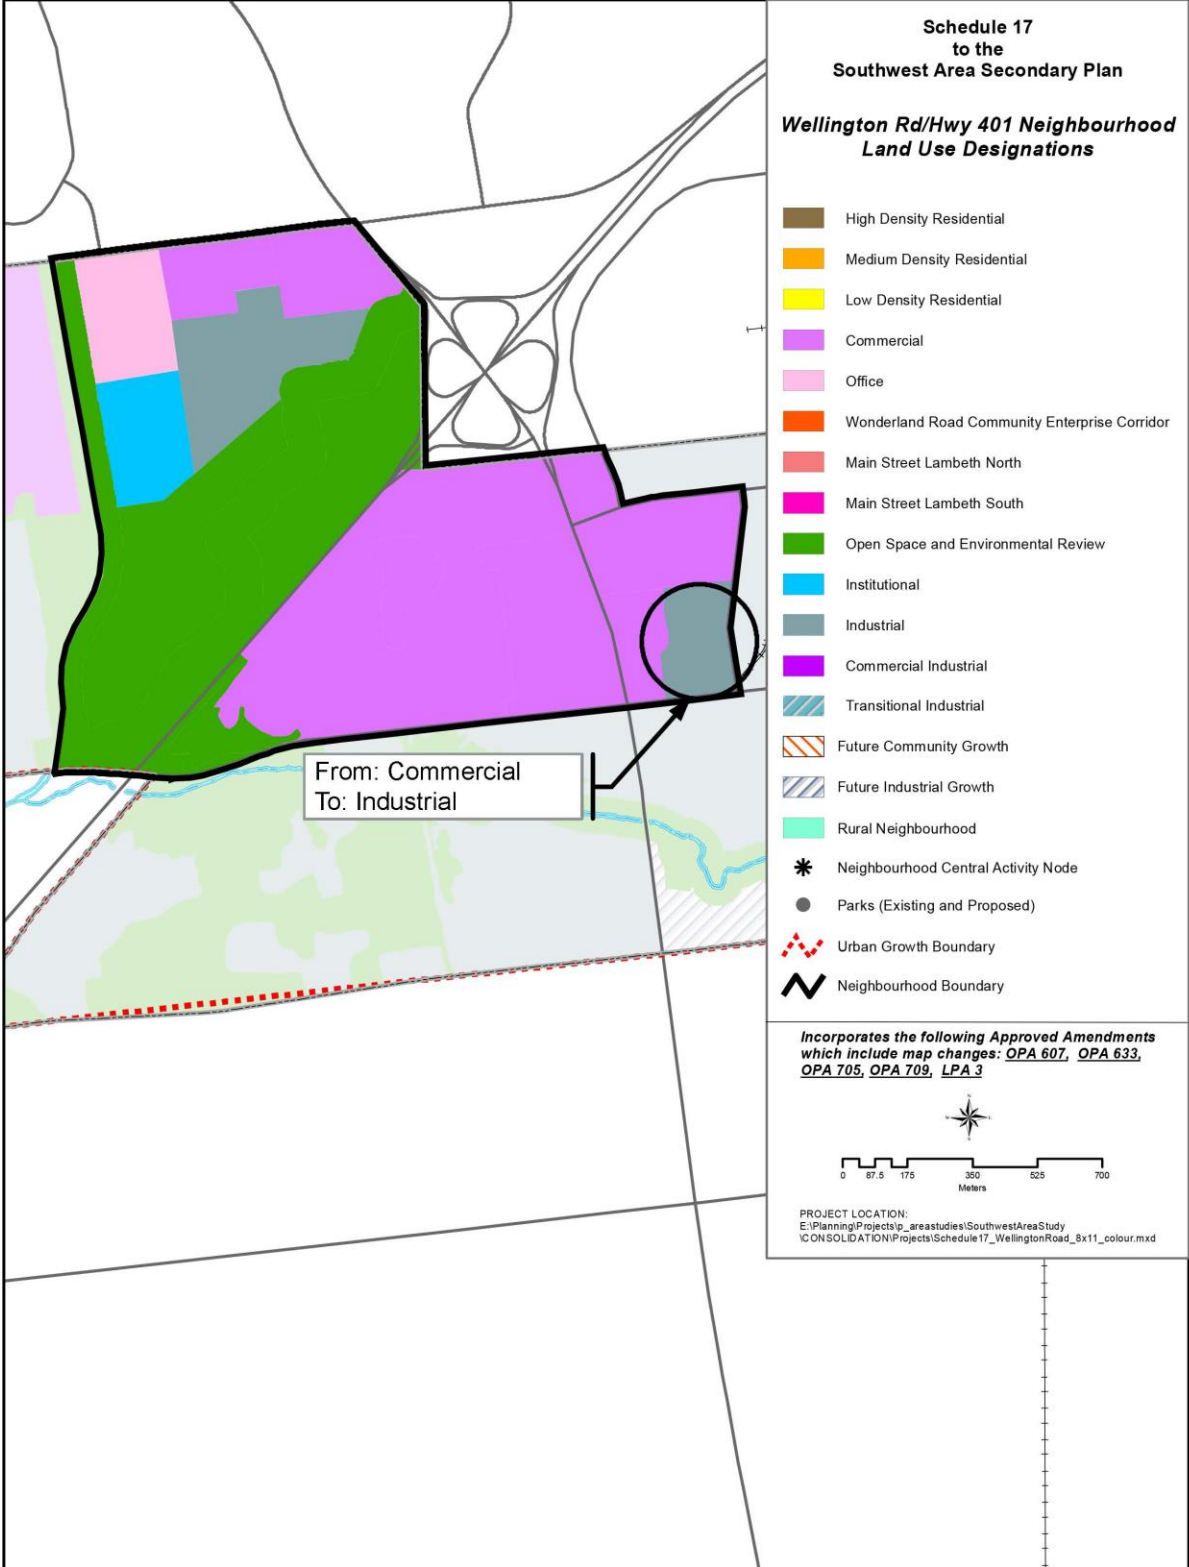 Schedule 17
to the
Southwest Area Secondary Plan
Wellington Rd/Hwy 401 Neighbourhood
Land Use Designations
High Density Residential
Medium Density Residential
Low Density Residential
Commercial
Office
Wonderland Road Community Enterprise Corridor
Main Street Lambeth North
Main Street Lambeth South
Open Space and Environmental Review
Institutional
Industrial
Commercial Industrial
Transitional Industrial
Future Community Growth
Future Industrial Growth
Rural Neighbourhood
Neighbourhood Central Activity Node
Parks (Existing and Proposed)
Urban Growth Boundary
Neighbourhood Boundary
From: Commercial
To: Industrial
Incorporates the following Approved Amendments
which include map changes: OPA 607, OPA 633,
OPA 705, OPA 709, LPA 3
0 87.5 175 350 525 700
Meters
PROJECT LOCATION:
E:\Planning\Projects\p_areastudies\SouthwestAreaStudy
\CONSOLIDATION\Projects\Schedule17_WellingtonRoad_8x11_colour.mxd